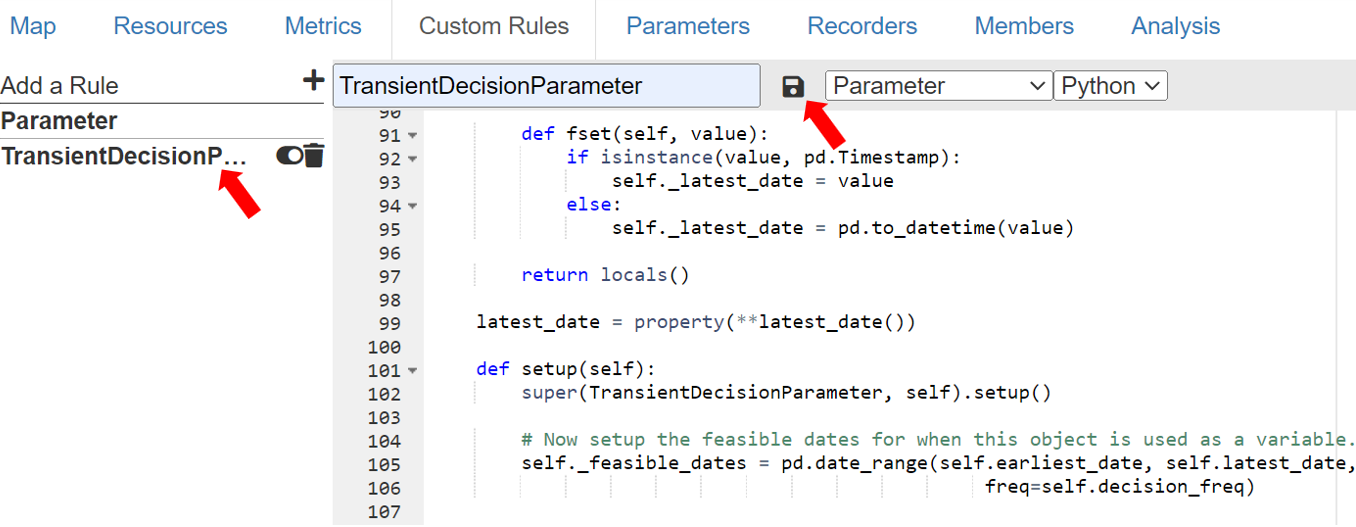 Map Resources Metrics Custom Rules Parameters Recorders Members Analysis
Add a Rule
Parameter
TransientDecisionP...
TransientDecisionParameter Parameter Python
90
91 def fset(self, value):
92 if isinstance(value, pd.Timestamp):
93 self._latest_date = value
94 else:
95 self._latest_date = pd.to_datetime(value)
96
97 return locals()
98
99 latest_date = property(**latest_date())
100
101 def setup(self):
102 super(TransientDecisionParameter, self).setup()
103
104 # Now setup the feasible dates for when this object is used as a variable.
105 self._feasible_dates = pd.date_range(self.earliest_date, self.latest_date,
106 freq=self.decision_freq)
107